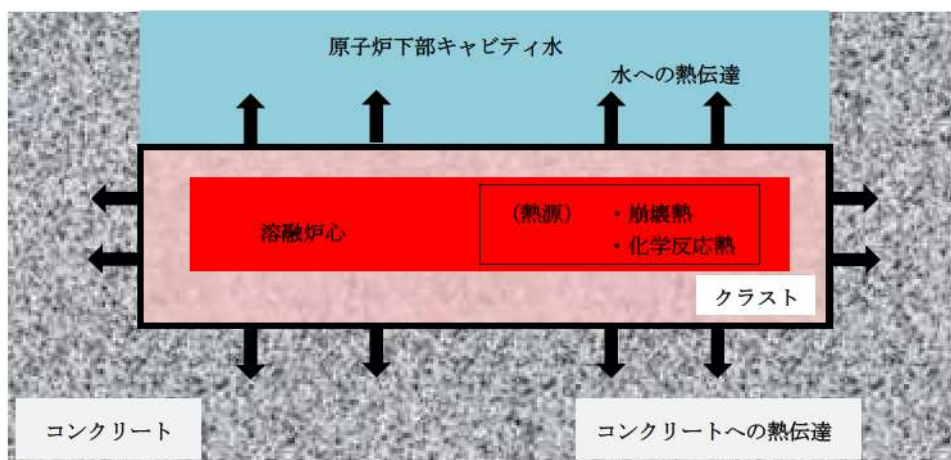 原子炉下部キャビティ水
水への熱伝達
溶融炉心
(熱源) ・崩壊熱
・化学反応熱
クラスト
コンクリート
コンクリートへの熱伝達